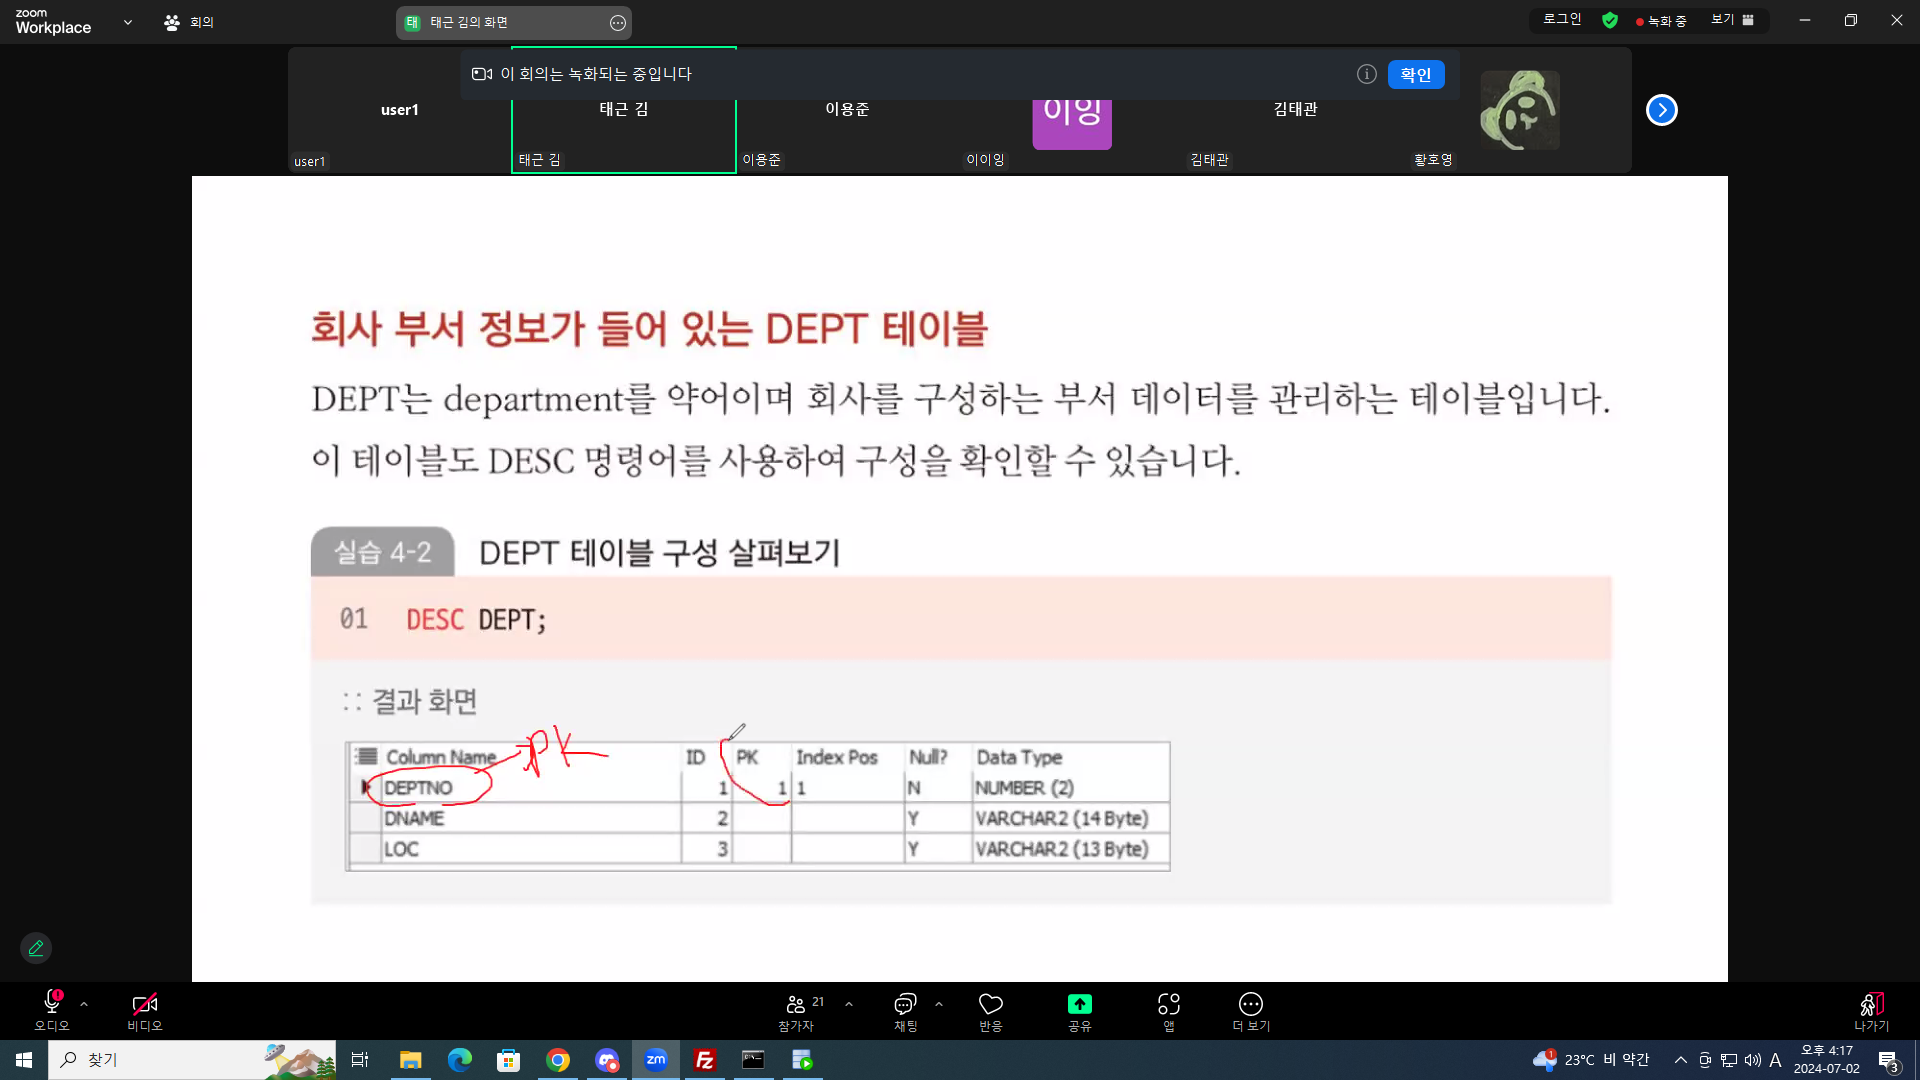 zoom
Workplace
회의
태 태근 김의 화면
로그인
녹화 중
보기
이 회의는 녹화되는 중입니다
확인
user1
태근 김
이용준
이잉
김태관
user1
태근 김
이용준
이이잉
김태관
황호영
회사 부서 정보가 들어 있는 DEPT 테이블
DEPT는 department를 약어이며 회사를 구성하는 부서 데이터를 관리하는 테이블입니다.
이 테이블도 DESC 명령어를 사용하여 구성을 확인할 수 있습니다.
실습 4-2 DEPT 테이블 구성 살펴보기
01 DESC DEPT;
:: 결과 화면
PK
Column Name ID PK Index Pos Null? Data Type
DEPTNO 1 1 1 N NUMBER (2)
DNAME 2 Y VARCHAR2 (14 Byte)
LOC 3 Y VARCHAR2 (13 Byte)
오디오
비디오
참가자 21
채팅
반응
공유
앱
더 보기
나가기
찾기
zm
Fz
1
23°C 비 약간
A
오후 4:17
2024-07-02
3